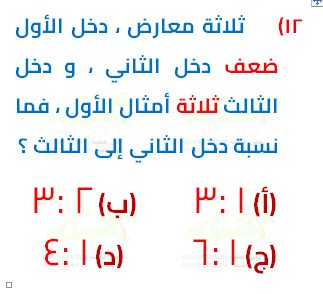 ١٢) ثلاثة معارض ، دخل الأول
ضعف دخل الثاني ، و دخل
الثالث ثلاثة أمثال الأول ، فما
نسبة دخل الثاني إلى الثالث ؟
(أ) ١ : ٣ (ب) ٢ : ٣
(ج) ١ : ٦ (د) ١ : ٤